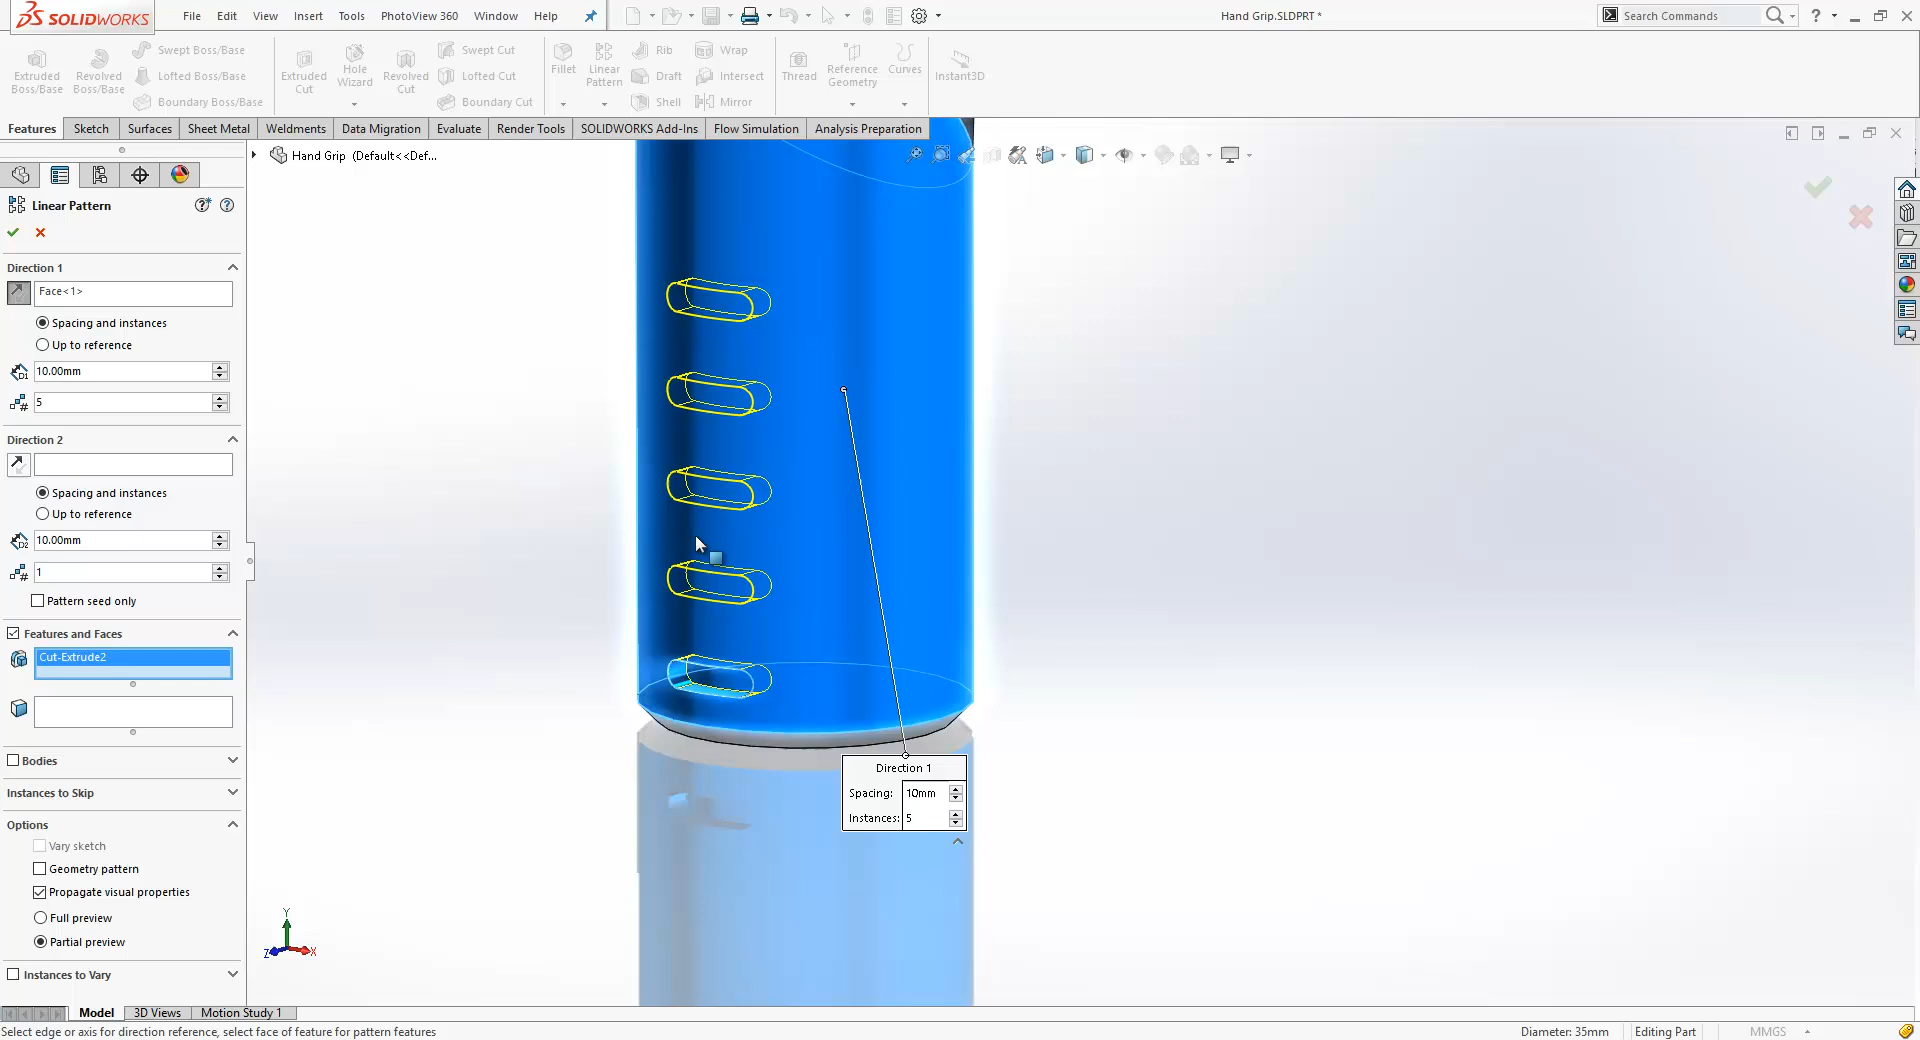 SOLIDWORKS File Edit View Insert Tools PhotoView 360 Window Help Hand Grip.SLDPRT * Search Commands
Extruded Boss/Base
Revolved Boss/Base
Swept Boss/Base
Lofted Boss/Base
Boundary Boss/Base
Extruded Cut
Hole Wizard
Revolved Cut
Swept Cut
Lofted Cut
Boundary Cut
Fillet
Linear Pattern
Rib
Draft
Shell
Wrap
Intersect
Mirror
Thread
Reference Geometry
Curves
Instant3D
Features Sketch Surfaces Sheet Metal Weldments Data Migration Evaluate Render Tools SOLIDWORKS Add-Ins Flow Simulation Analysis Preparation
Hand Grip (Default<<Def...
Linear Pattern
Direction 1
Face<1>
Spacing and instances
Up to reference
D1 10.00mm
# 5
Direction 2
Spacing and instances
Up to reference
D2 10.00mm
# 1
Pattern seed only
Features and Faces
Cut-Extrude2
Bodies
Instances to Skip
Options
Vary sketch
Geometry pattern
Propagate visual properties
Full preview
Partial preview
Instances to Vary
Direction 1
Spacing: 10mm
Instances: 5
Y
Z X
Model 3D Views Motion Study 1
Select edge or axis for direction reference, select face of feature for pattern features
Diameter: 35mm Editing Part MMGS